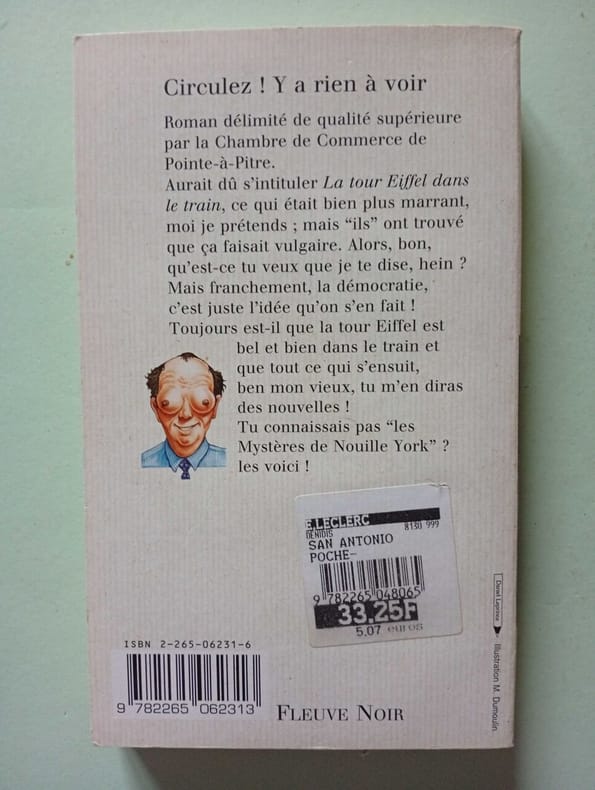 Circulez ! Y a rien à voir
Roman délimité de qualité supérieure
par la Chambre de Commerce de
Pointe-à-Pitre.
Aurait dû s'intituler La tour Eiffel dans
le train, ce qui était bien plus marrant,
moi je prétends ; mais “ils” ont trouvé
que ça faisait vulgaire. Alors, bon,
qu'est-ce tu veux que je te dise, hein ?
Mais franchement, la démocratie,
c'est juste l'idée qu'on s'en fait !
Toujours est-il que la tour Eiffel est
bel et bien dans le train et
que tout ce qui s'ensuit,
ben mon vieux, tu m'en diras
des nouvelles !
Tu connaissais pas “les
Mystères de Nouille York” ?
les voici !
E.LECLERC
8130 999
SAN ANTONIO
POCHE-
9 782265 048065
33.25F
5.07 euros
ISBN 2-265-06231-6
9 782265 062313
FLEUVE NOIR
Illustration M. Dumoulin